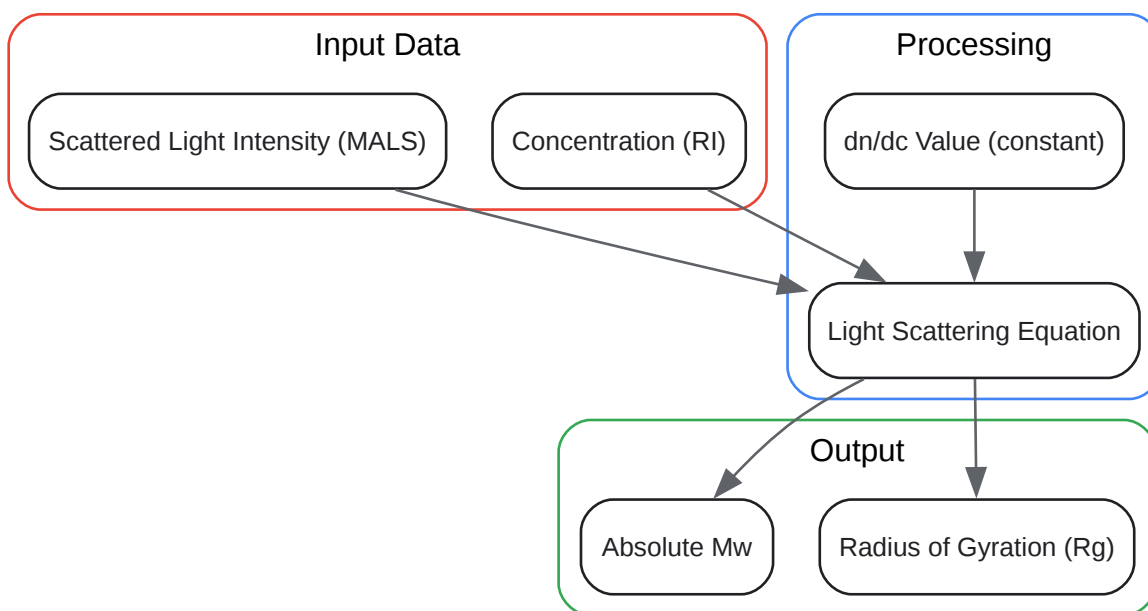 Input Data
Processing
Scattered Light Intensity (MALS)
Concentration (RI)
dn/dc Value (constant)
Light Scattering Equation
Output
Absolute Mw
Radius of Gyration (Rg)